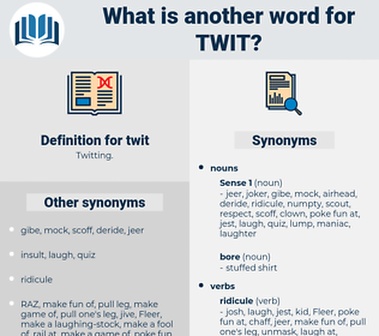 What is another word for
TWIT?
Definition for twit
Twitting.
Other synonyms
gibe, mock, scoff, deride, jeer
insult, laugh, quiz
ridicule
RAZ, make fun of, pull leg, make
game of, pull one's leg, jive, Fleer,
make a laughing-stock, make a fool
of, rail at, make a game of, poke fun
Synonyms
nouns
Sense 1 (noun)
- jeer, joker, gibe, mock, airhead,
deride, ridicule, numpty, scout,
respect, scoff, clown, poke fun at,
jest, laugh, quiz, lump, maniac,
laughter
bore (noun)
- stuffed shirt
verbs
ridicule (verb)
- josh, laugh, jest, kid, Fleer, poke
fun at, chaff, jeer, make fun of, pull
one's leg, unmask, laugh at,